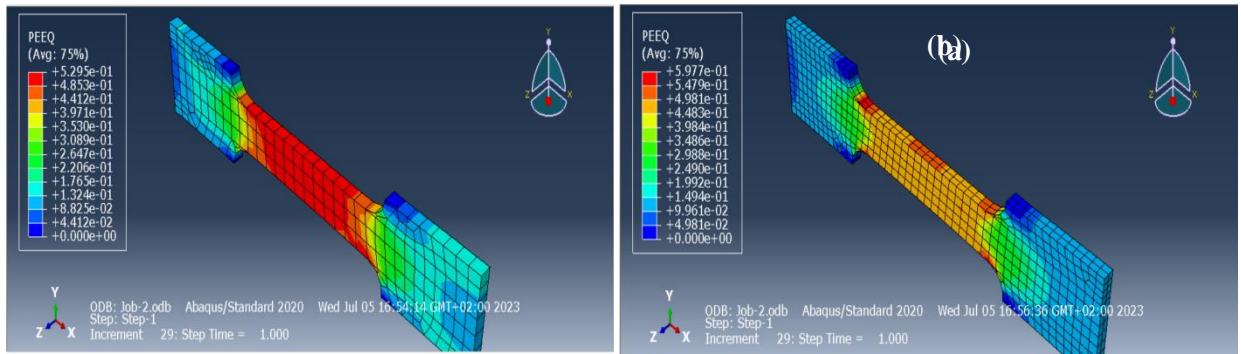 PEEQ
(Avg: 75%)
+5.295e-01
+4.853e-01
+4.412e-01
+3.971e-01
+3.530e-01
+3.089e-01
+2.647e-01
+2.206e-01
+1.765e-01
+1.324e-01
+8.825e-02
+4.412e-02
+0.000e+00
Y
Z
X
Y
Z
X
ODB: Job-2.odb Abaqus/Standard 2020 Wed Jul 05 16:54:14 GMT+02:00 2023
Step: Step-1
Increment 29: Step Time = 1.000
PEEQ
(Avg: 75%)
+5.977e-01
+5.479e-01
+4.981e-01
+4.483e-01
+3.984e-01
+3.486e-01
+2.988e-01
+2.490e-01
+1.992e-01
+1.494e-01
+9.961e-02
+4.981e-02
+0.000e+00
(b)
(a)
Y
Z
X
Y
Z
X
ODB: Job-2.odb Abaqus/Standard 2020 Wed Jul 05 16:56:36 GMT+02:00 2023
Step: Step-1
Increment 29: Step Time = 1.000